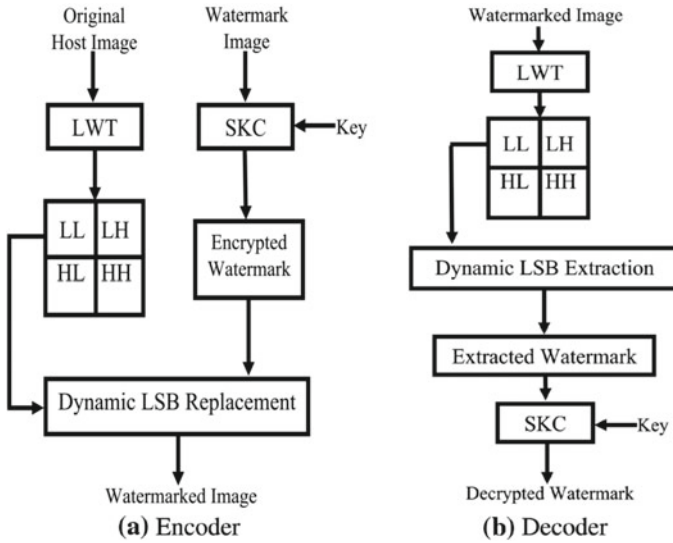 Original
Host Image
Watermark
Image
LWT
SKC
Key
LL LH
HL HH
Encrypted
Watermark
Dynamic LSB Replacement
Watermarked Image
(a) Encoder
Watermarked Image
LWT
LL LH
HL HH
Dynamic LSB Extraction
Extracted Watermark
SKC
Key
Decrypted Watermark
(b) Decoder